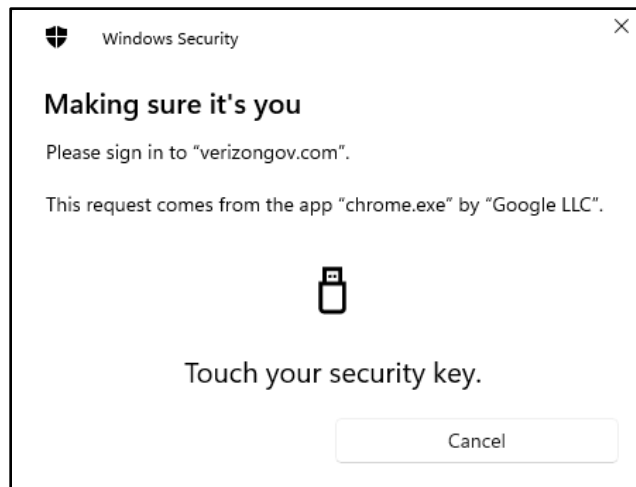 Windows Security
Making sure it's you
Please sign in to “verizongov.com”.
This request comes from the app “chrome.exe” by “Google LLC”.
Touch your security key.
Cancel